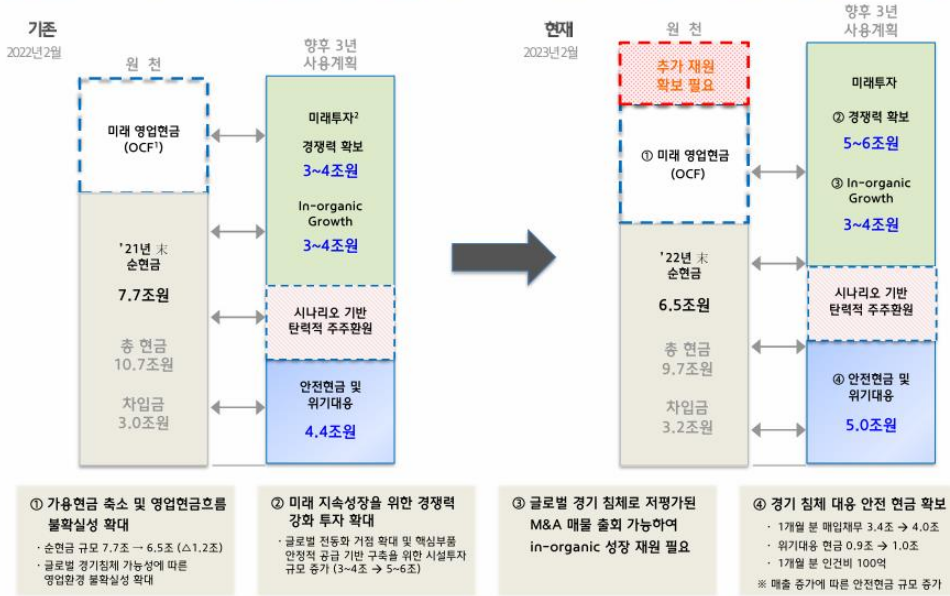 기존
2022년 2월
원 천
향후 3년
사용계획
미래 영업현금
(OCF¹)
'21년 末
순현금
7.7조원
총 현금
10.7조원
차입금
3.0조원
미래투자²
경쟁력 확보
3~4조원
In-organic
Growth
3~4조원
시나리오 기반
탄력적 주주환원
안전현금 및
위기대응
4.4조원
현재
2023년 2월
원 천
향후 3년
사용계획
추가 재원
확보 필요
① 미래 영업현금
(OCF)
'22년 末
순현금
6.5조원
총 현금
9.7조원
차입금
3.2조원
미래투자
② 경쟁력 확보
5~6조원
③ In-organic
Growth
3~4조원
시나리오 기반
탄력적 주주환원
④ 안전현금 및
위기대응
5.0조원
① 가용현금 축소 및 영업현금흐름
불확실성 확대
· 순현금 규모 7.7조 → 6.5조 (△1.2조)
· 글로벌 경기침체 가능성에 따른
영업환경 불확실성 확대
② 미래 지속성장을 위한 경쟁력
강화 투자 확대
· 글로벌 전동화 거점 확대 및 핵심부품
안정적 공급 기반 구축을 위한 시설투자
규모 증가 (3~4조 → 5~6조)
③ 글로벌 경기 침체로 저평가된
M&A 매물 출회 가능하여
in-organic 성장 재원 필요
④ 경기 침체 대응 안전 현금 확보
· 1개월 분 매입채무 3.4조 → 4.0조
· 위기대응 현금 0.9조 → 1.0조
· 1개월 분 인건비 100억
※ 매출 증가에 따른 안전현금 규모 증가